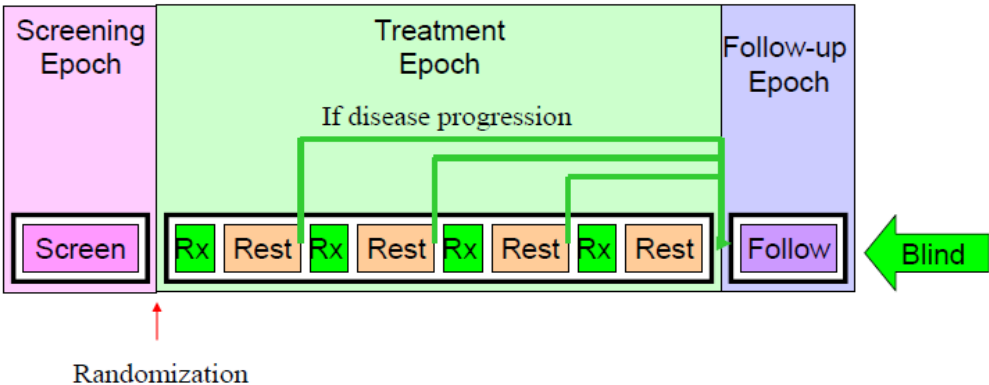 Screening
Epoch
Treatment
Epoch
Follow-up
Epoch
If disease progression
Screen
Rx Rest Rx Rest Rx Rest Rx Rest
Follow
Blind
Randomization